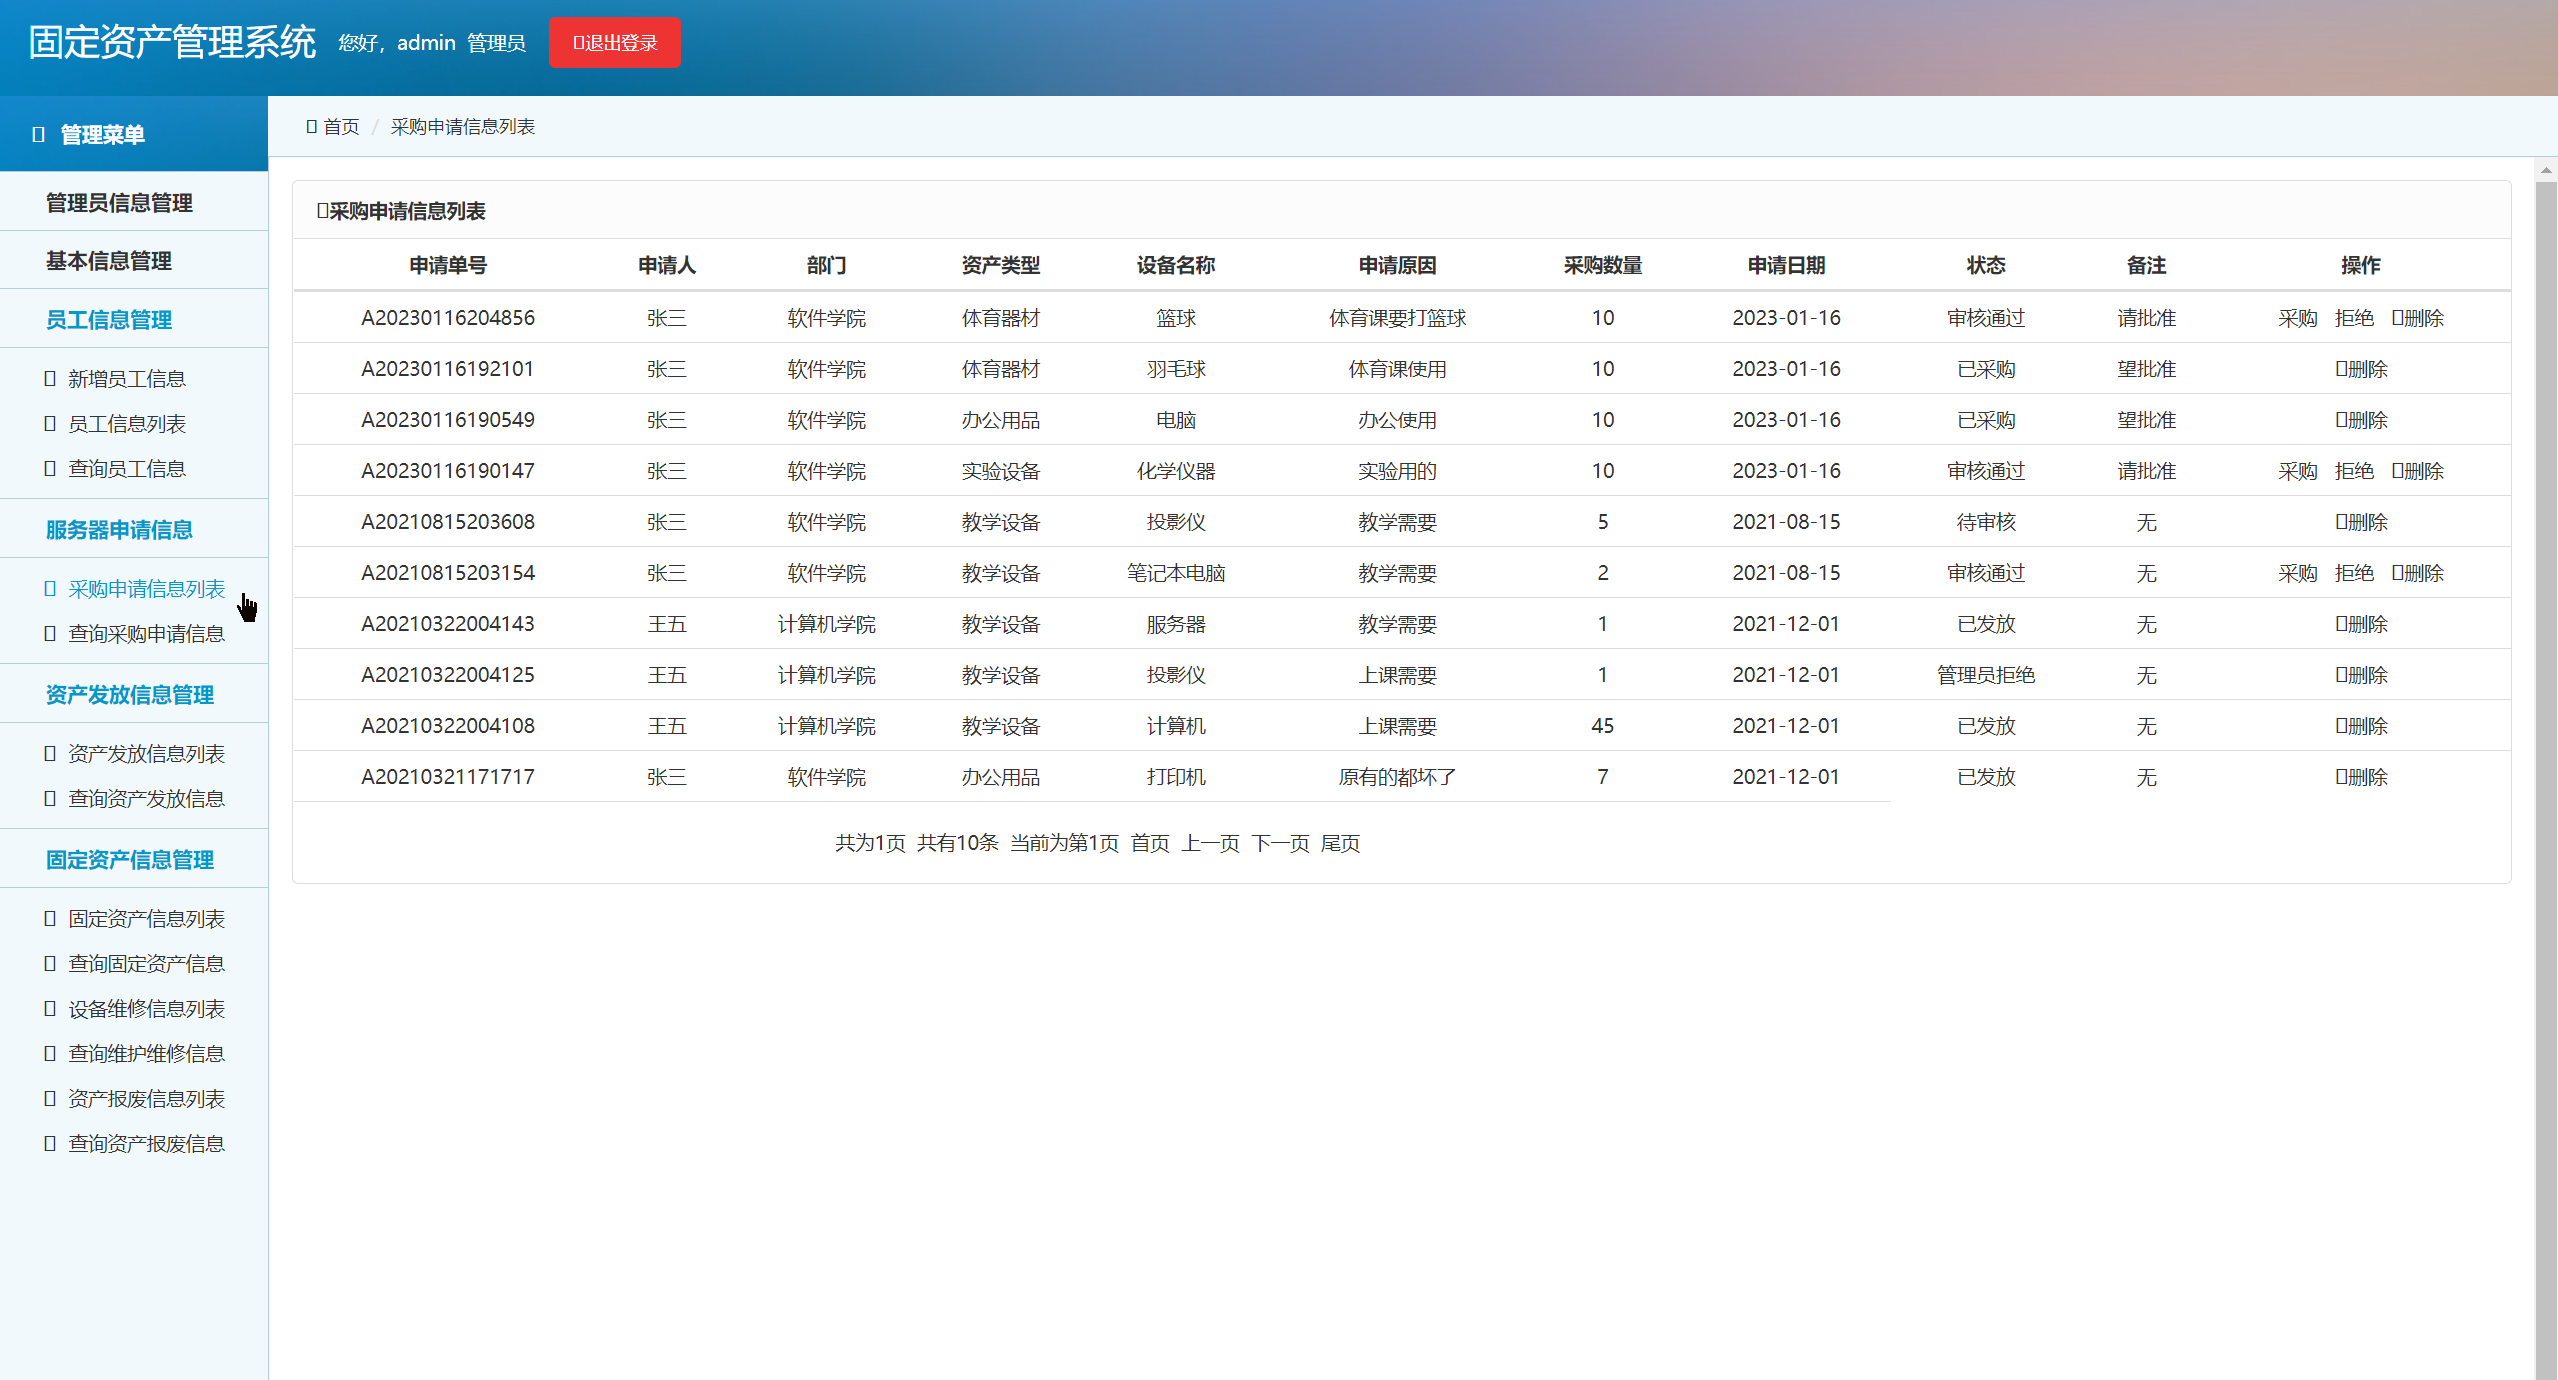 固定资产管理系统 您好，admin 管理员 退出登录
管理菜单
管理员信息管理
基本信息管理
员工信息管理
新增员工信息
员工信息列表
查询员工信息
服务器申请信息
采购申请信息列表
查询采购申请信息
资产发放信息管理
资产发放信息列表
查询资产发放信息
固定资产信息管理
固定资产信息列表
查询固定资产信息
设备维修信息列表
查询维护维修信息
资产报废信息列表
查询资产报废信息
首页 / 采购申请信息列表
采购申请信息列表
申请单号 申请人 部门 资产类型 设备名称 申请原因 采购数量 申请日期 状态 备注 操作
A20230116204856 张三 软件学院 体育器材 篮球 体育课要打篮球 10 2023-01-16 审核通过 请批准 采购 拒绝 删除
A20230116192101 张三 软件学院 体育器材 羽毛球 体育课使用 10 2023-01-16 已采购 望批准 删除
A20230116190549 张三 软件学院 办公用品 电脑 办公使用 10 2023-01-16 已采购 望批准 删除
A20230116190147 张三 软件学院 实验设备 化学仪器 实验用的 10 2023-01-16 审核通过 请批准 采购 拒绝 删除
A20210815203608 张三 软件学院 教学设备 投影仪 教学需要 5 2021-08-15 待审核 无 删除
A20210815203154 张三 软件学院 教学设备 笔记本电脑 教学需要 2 2021-08-15 审核通过 无 采购 拒绝 删除
A20210322004143 王五 计算机学院 教学设备 服务器 教学需要 1 2021-12-01 已发放 无 删除
A20210322004125 王五 计算机学院 教学设备 投影仪 上课需要 1 2021-12-01 管理员拒绝 无 删除
A20210322004108 王五 计算机学院 教学设备 计算机 上课需要 45 2021-12-01 已发放 无 删除
A20210321171717 张三 软件学院 办公用品 打印机 原有的都坏了 7 2021-12-01 已发放 无 删除
共为1页 共有10条 当前为第1页 首页 上一页 下一页 尾页